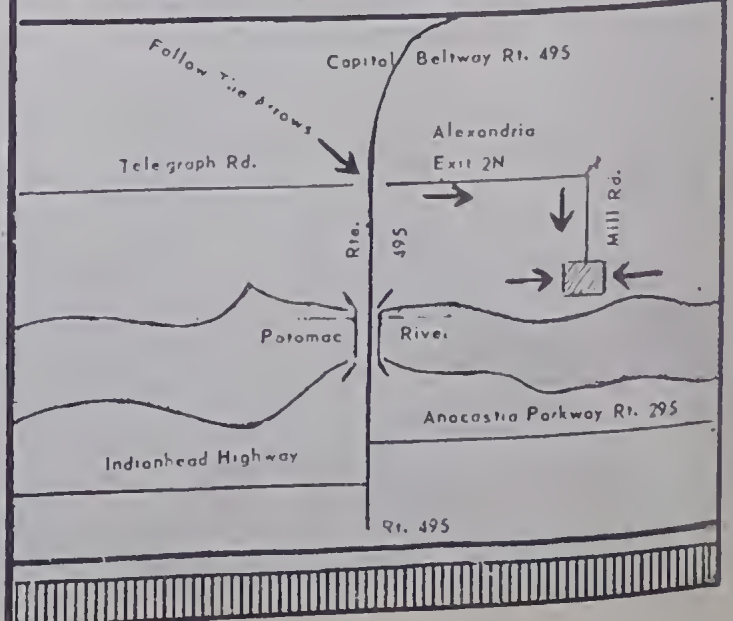 Follow The Arrows
Capitol Beltway Rt. 495
Alexandria
Exit 2N
Telegraph Rd.
Mill Rd.
Rte.
495
Potomac River
Anacastia Parkway Rt. 295
Indianhead Highway
Rt. 495